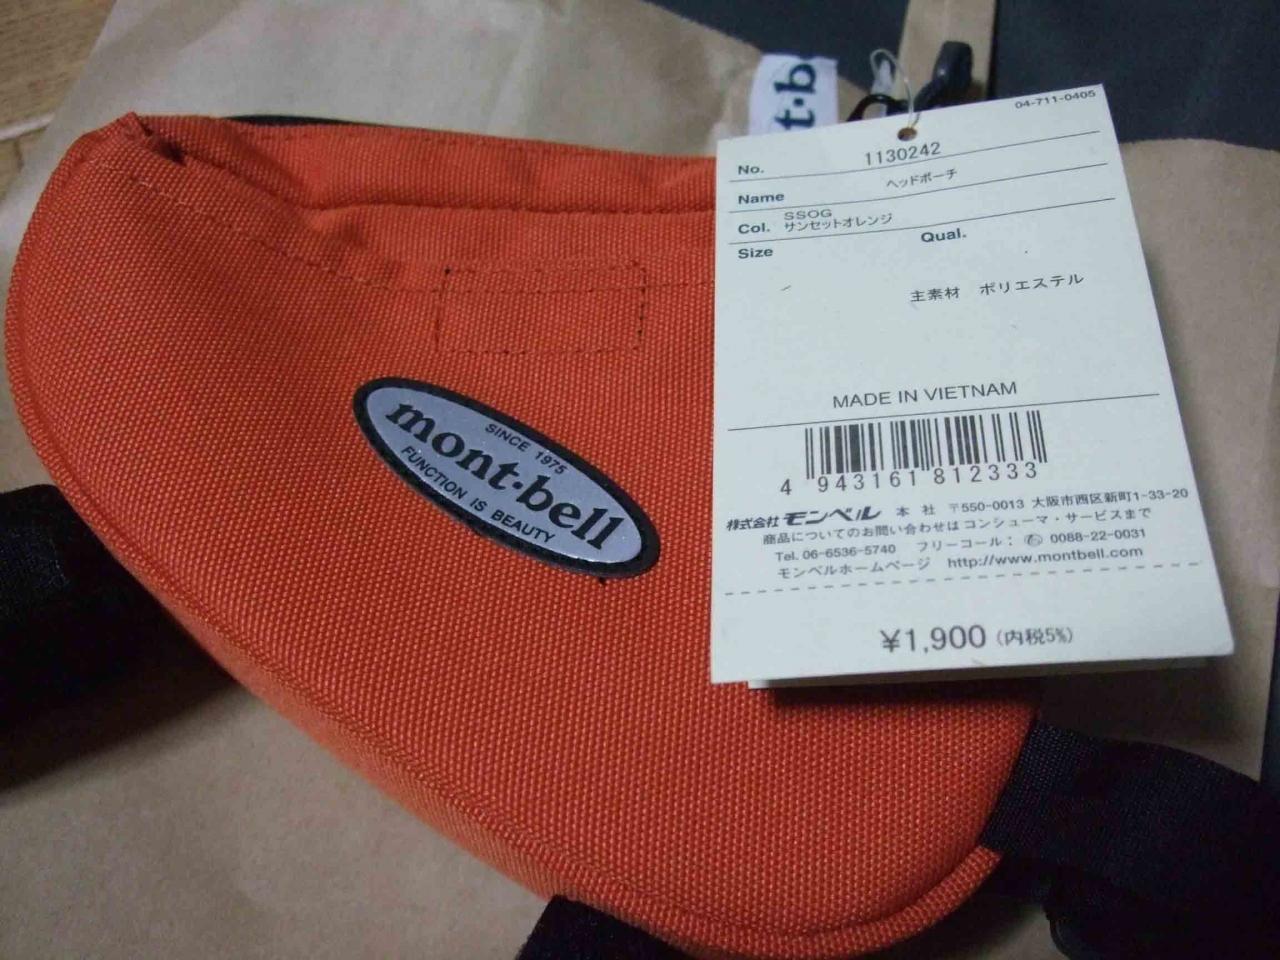 t·b
04-711-0405
No. 1130242
Name ヘッドポーチ
Col. SSOG
サンセットオレンジ
Size Qual.
主素材 ポリエステル
MADE IN VIETNAM
4 943161 812333
株式会社 モンベル 本社 〒550-0013 大阪市西区新町1-33-20
商品についてのお問い合わせは コンシューマ・サービスまで
Tel. 06-6536-5740 フリーコール: 0088-22-0031
モンベルホームページ http://www.montbell.com
¥1,900 (内税5%)
SINCE 1975
mont·bell
FUNCTION IS BEAUTY